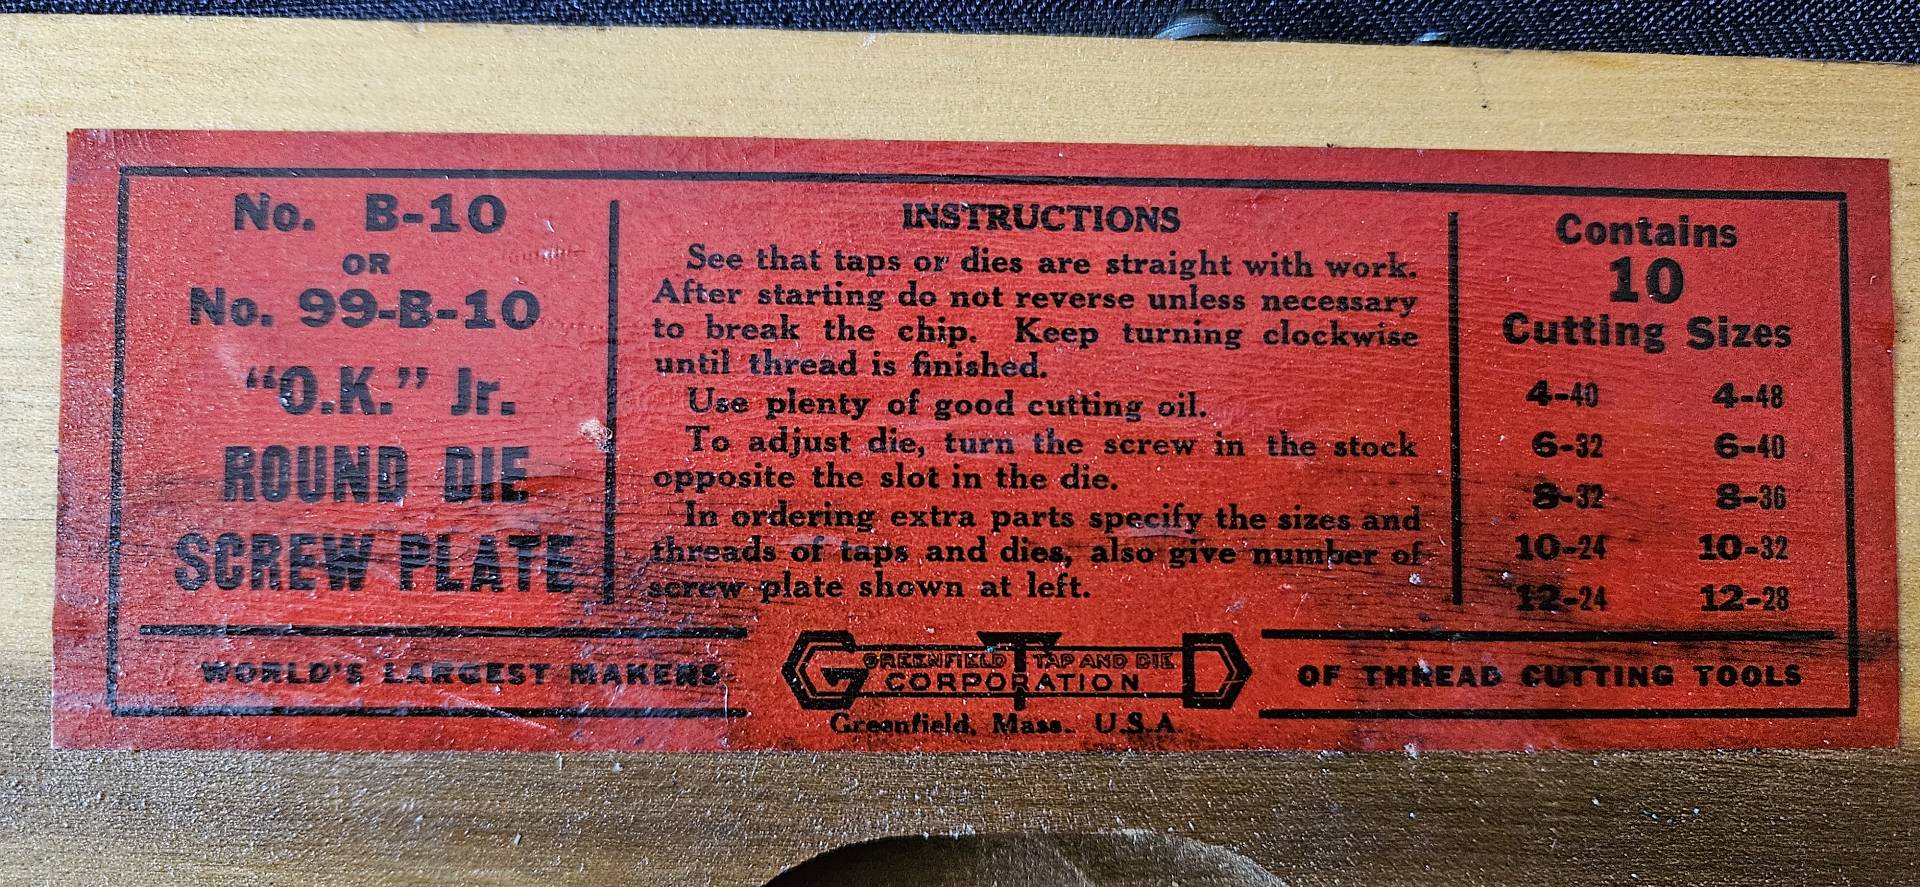 No. B-10
OR
No. 99-B-10
"O.K." Jr.
ROUND DIE
SCREW PLATE
INSTRUCTIONS
See that taps or dies are straight with work.
After starting do not reverse unless necessary
to break the chip. Keep turning clockwise
until thread is finished.
Use plenty of good cutting oil.
To adjust die, turn the screw in the stock
opposite the slot in the die.
In ordering extra parts specify the sizes and
threads of taps and dies, also give number of
screw plate shown at left.
Contains
10
Cutting Sizes
4-40 4-48
6-32 6-40
8-32 8-36
10-24 10-32
12-24 12-28
WORLD'S LARGEST MAKERS
GTD
GREENFIELD TAP AND DIE
CORPORATION
Greenfield, Mass. U.S.A.
OF THREAD CUTTING TOOLS